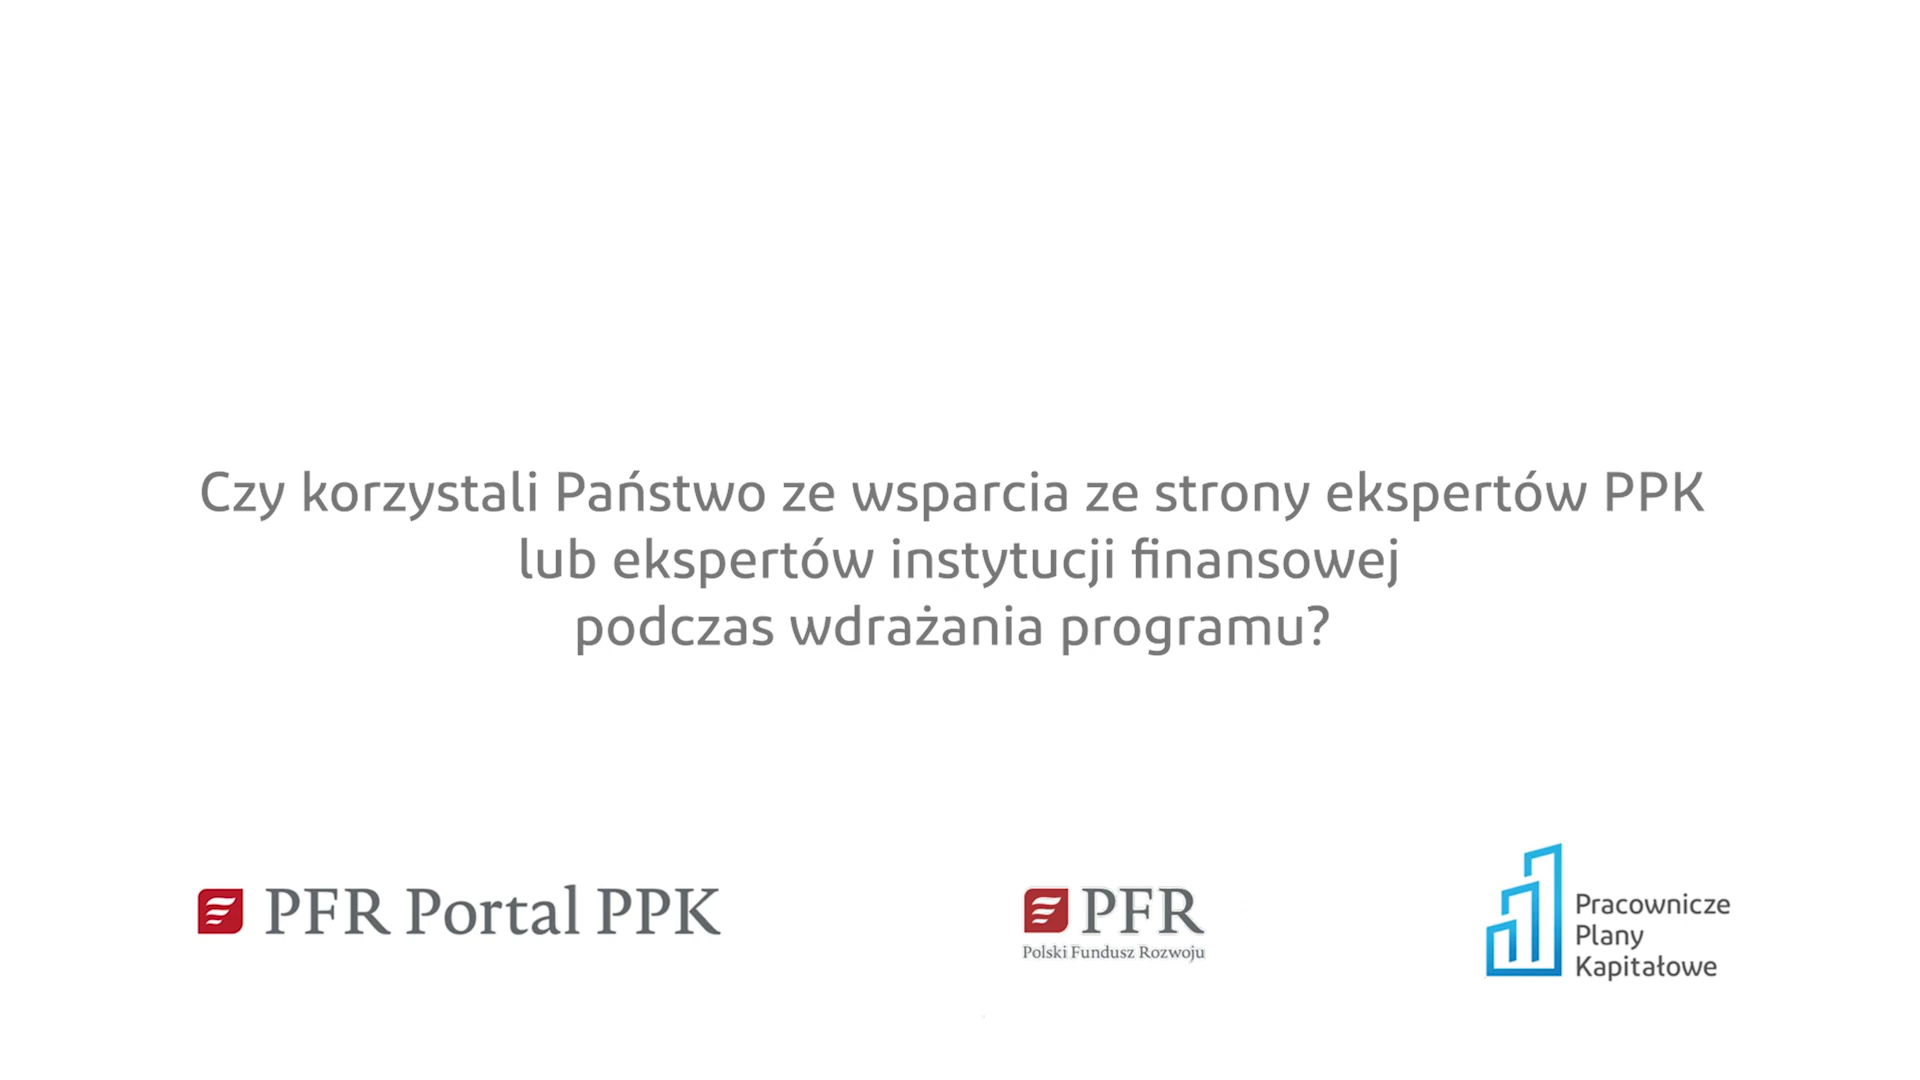 Czy korzystali Państwo ze wsparcia ze strony ekspertów PPK
lub ekspertów instytucji finansowej
podczas wdrażania programu?
PFR Portal PPK
PFR
Polski Fundusz Rozwoju
Pracownicze
Plany
Kapitałowe